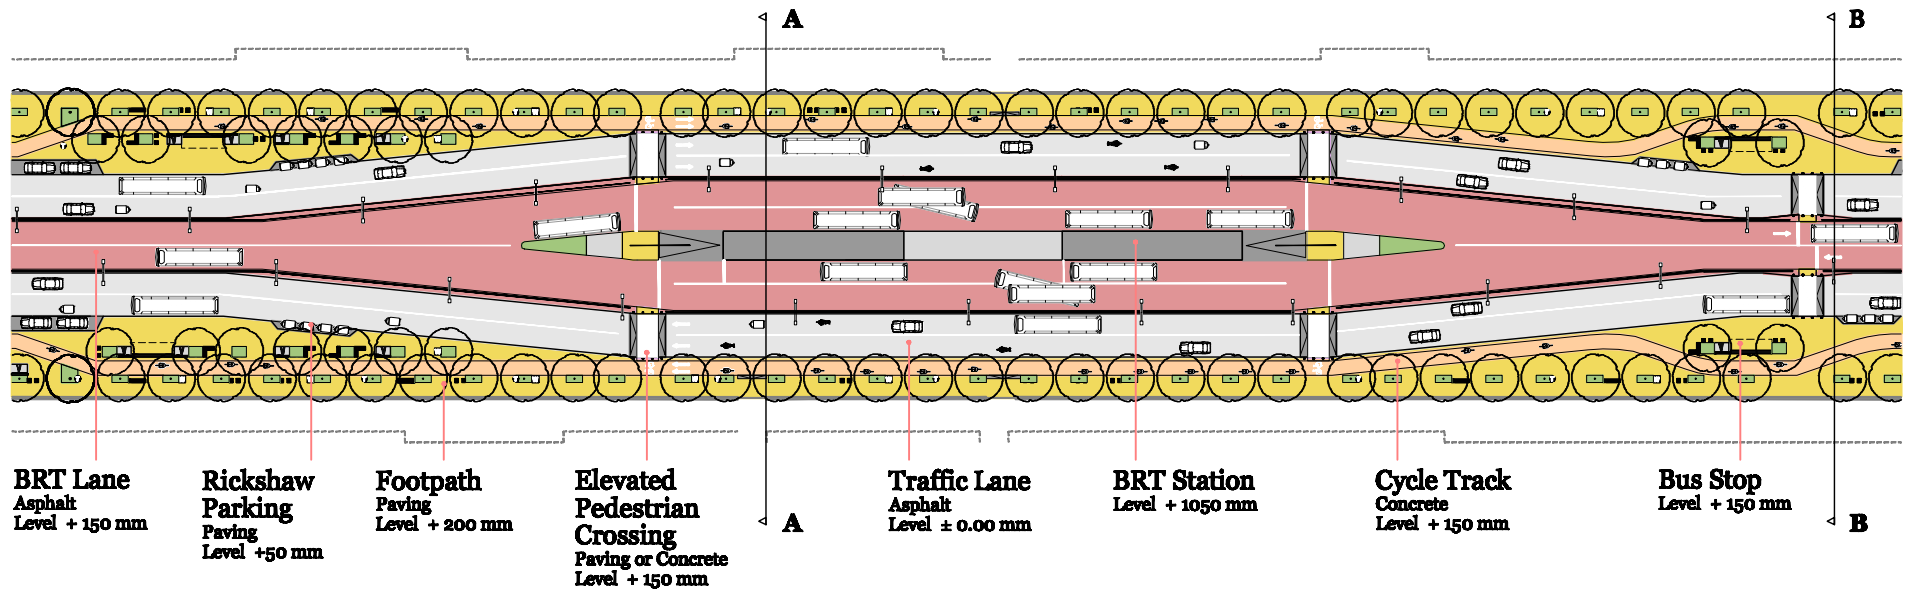 A
B
BRT Lane
Asphalt
Level + 150 mm
Rickshaw
Parking
Paving
Level +50 mm
Footpath
Paving
Level + 200 mm
Elevated
Pedestrian
Crossing
Paving or Concrete
Level + 150 mm
Traffic Lane
Asphalt
Level ± 0.00 mm
BRT Station
Level + 1050 mm
Cycle Track
Concrete
Level + 150 mm
Bus Stop
Level + 150 mm
A
B